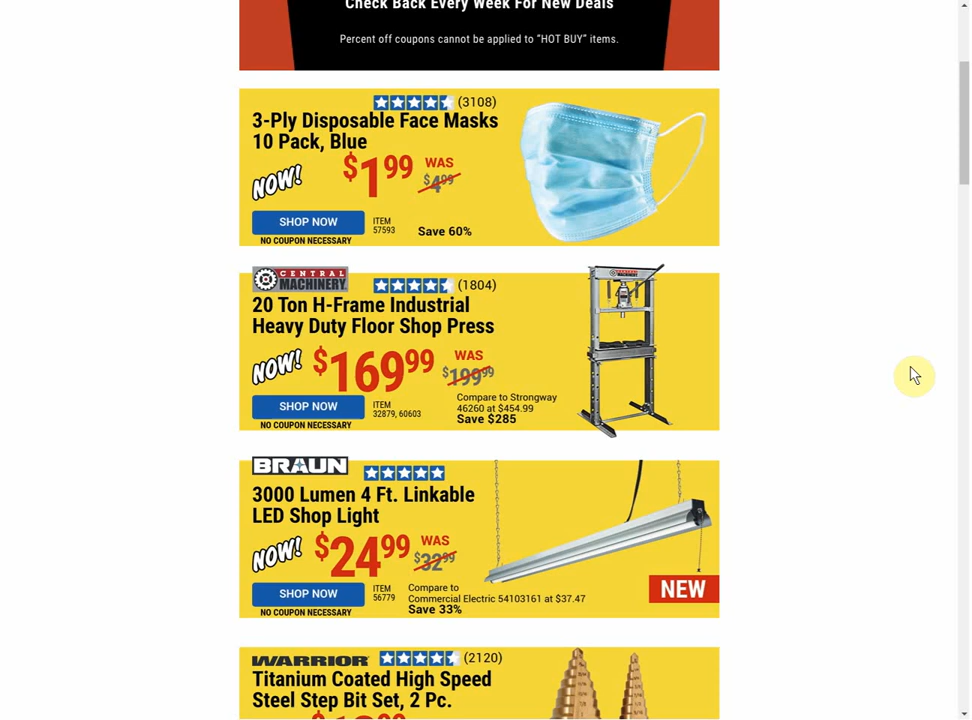 Check Back Every Week For New Deals
Percent off coupons cannot be applied to “HOT BUY” items.
(3108)
3-Ply Disposable Face Masks
10 Pack, Blue
NOW! $1.99 WAS
$4.99
SHOP NOW
ITEM
57593
Save 60%
NO COUPON NECESSARY
CENTRAL
MACHINERY
(1804)
20 Ton H-Frame Industrial
Heavy Duty Floor Shop Press
NOW! $169.99 WAS
$199.99
Compare to Strongway
46260 at $454.99
Save $285
SHOP NOW
ITEM
32879, 60603
NO COUPON NECESSARY
BRAUN
3000 Lumen 4 Ft. Linkable
LED Shop Light
NOW! $24.99 WAS
$32.99
SHOP NOW
ITEM
56779
Compare to
Commercial Electric 54103161 at $37.47
Save 33%
NO COUPON NECESSARY
NEW
WARRIOR
(2120)
Titanium Coated High Speed
Steel Step Bit Set, 2 Pc.